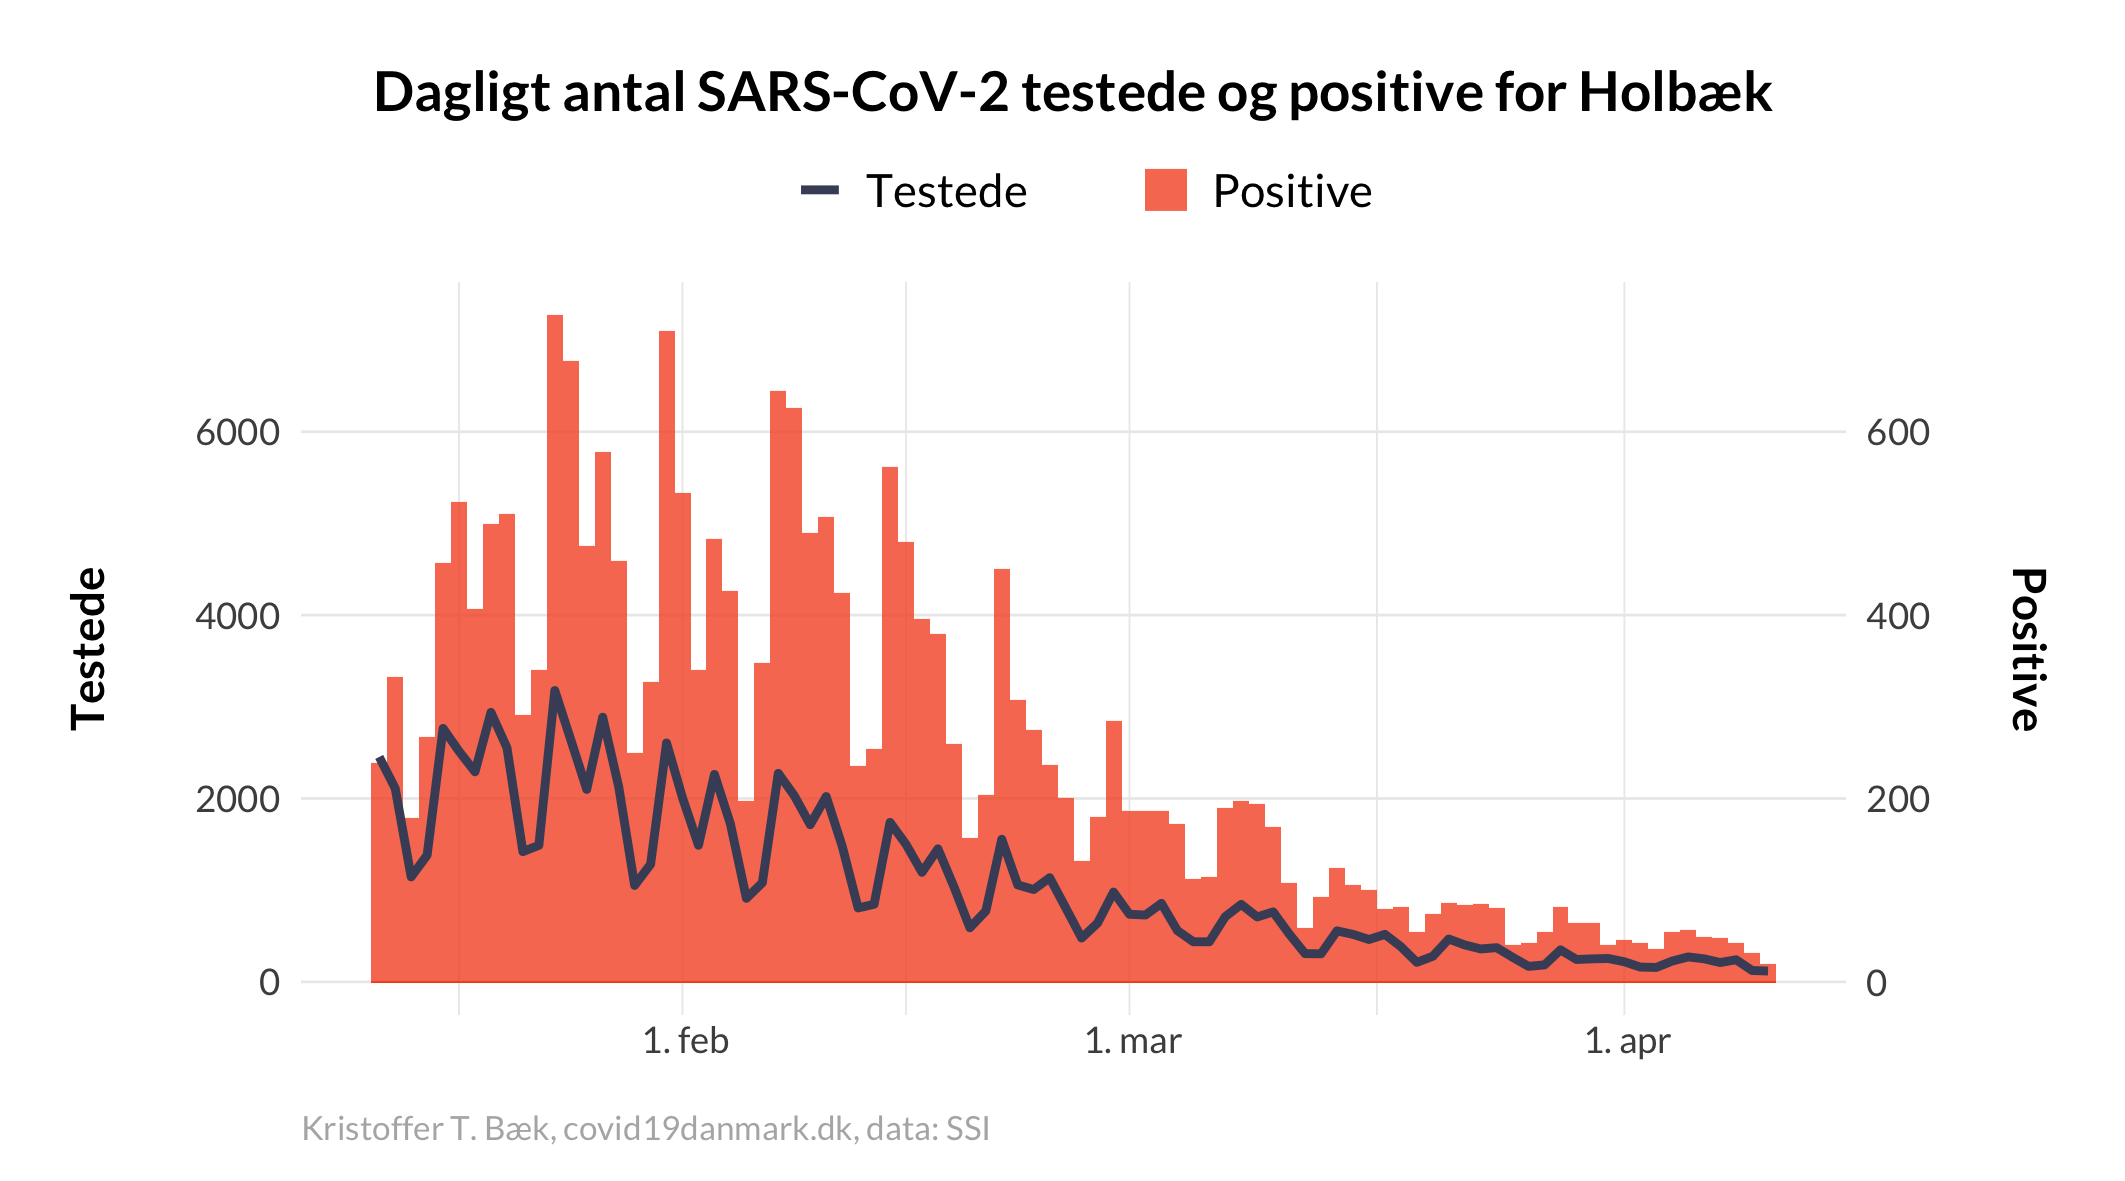 Dagligt antal SARS-CoV-2 testede og positive for Holbæk
Testede
Positive
Testede
6000
4000
2000
0
600
400
200
0
Positive
1. feb
1. mar
1. apr
Kristoffer T. Bæk, covid19danmark.dk, data: SSI